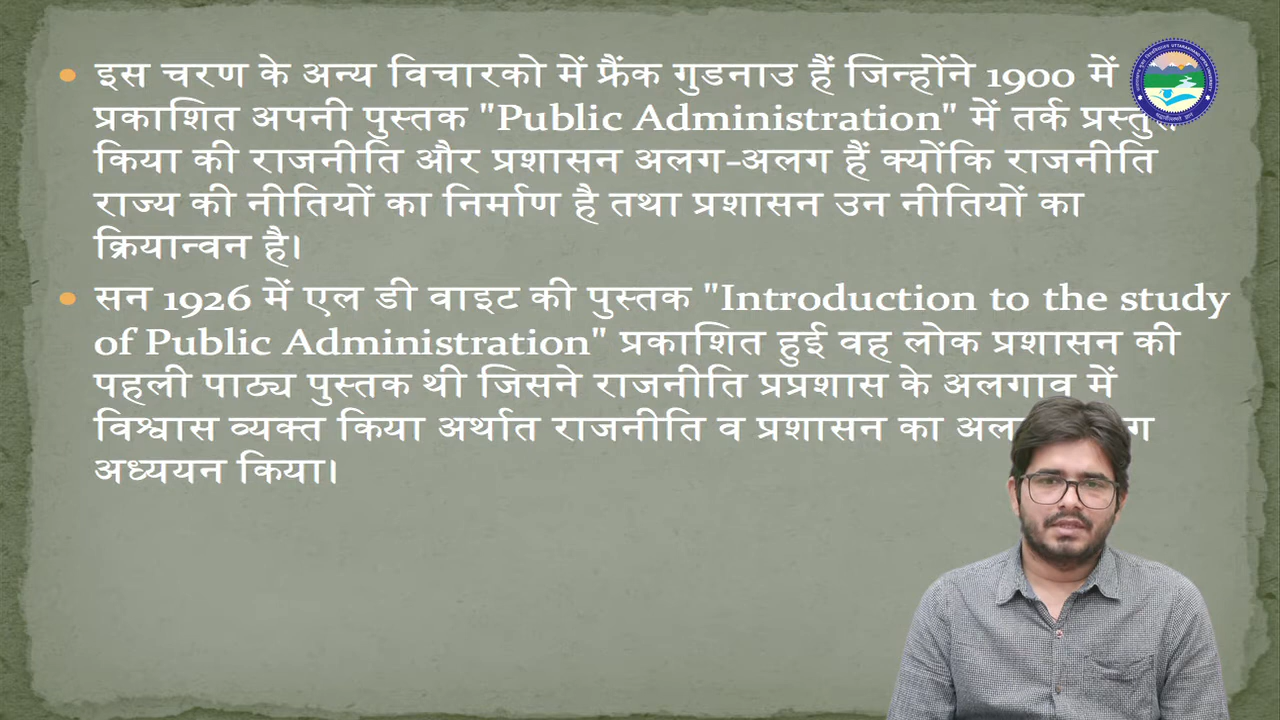 इस चरण के अन्य विचारको में फ्रैंक गुडनाउ हैं जिन्होंने 1900 में
प्रकाशित अपनी पुस्तक "Public Administration" में तर्क
किया की राजनीति और प्रशासन अलग-अलग हैं क्योंकि राजनीति
राज्य की नीतियों का निर्माण है तथा प्रशासन उन नीतियों का
क्रियान्वन है।
सन 1926 में एल डी वाइट की पुस्तक "Introduction to the study
of Public Administration" प्रकाशित हुई वह लोक प्रशासन की
पहली पाठ्य पुस्तक थी जिसने राजनीति प्रप्रशास के अलगाव में
विश्वास व्यक्त किया अर्थात राजनीति व प्रशासन का
अध्ययन किया।